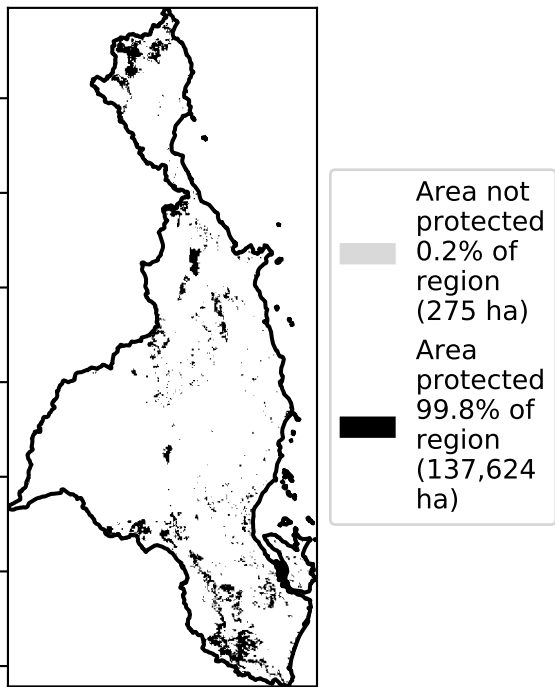 Area not
protected
0.2% of
region
(275 ha)
Area
protected
99.8% of
region
(137,624
ha)